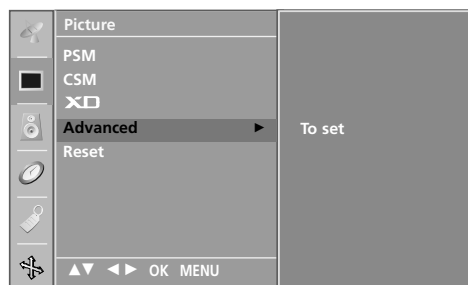 Picture
PSM
CSM
XD
Advanced ► To set
Reset
▲▼ ◄► OK MENU